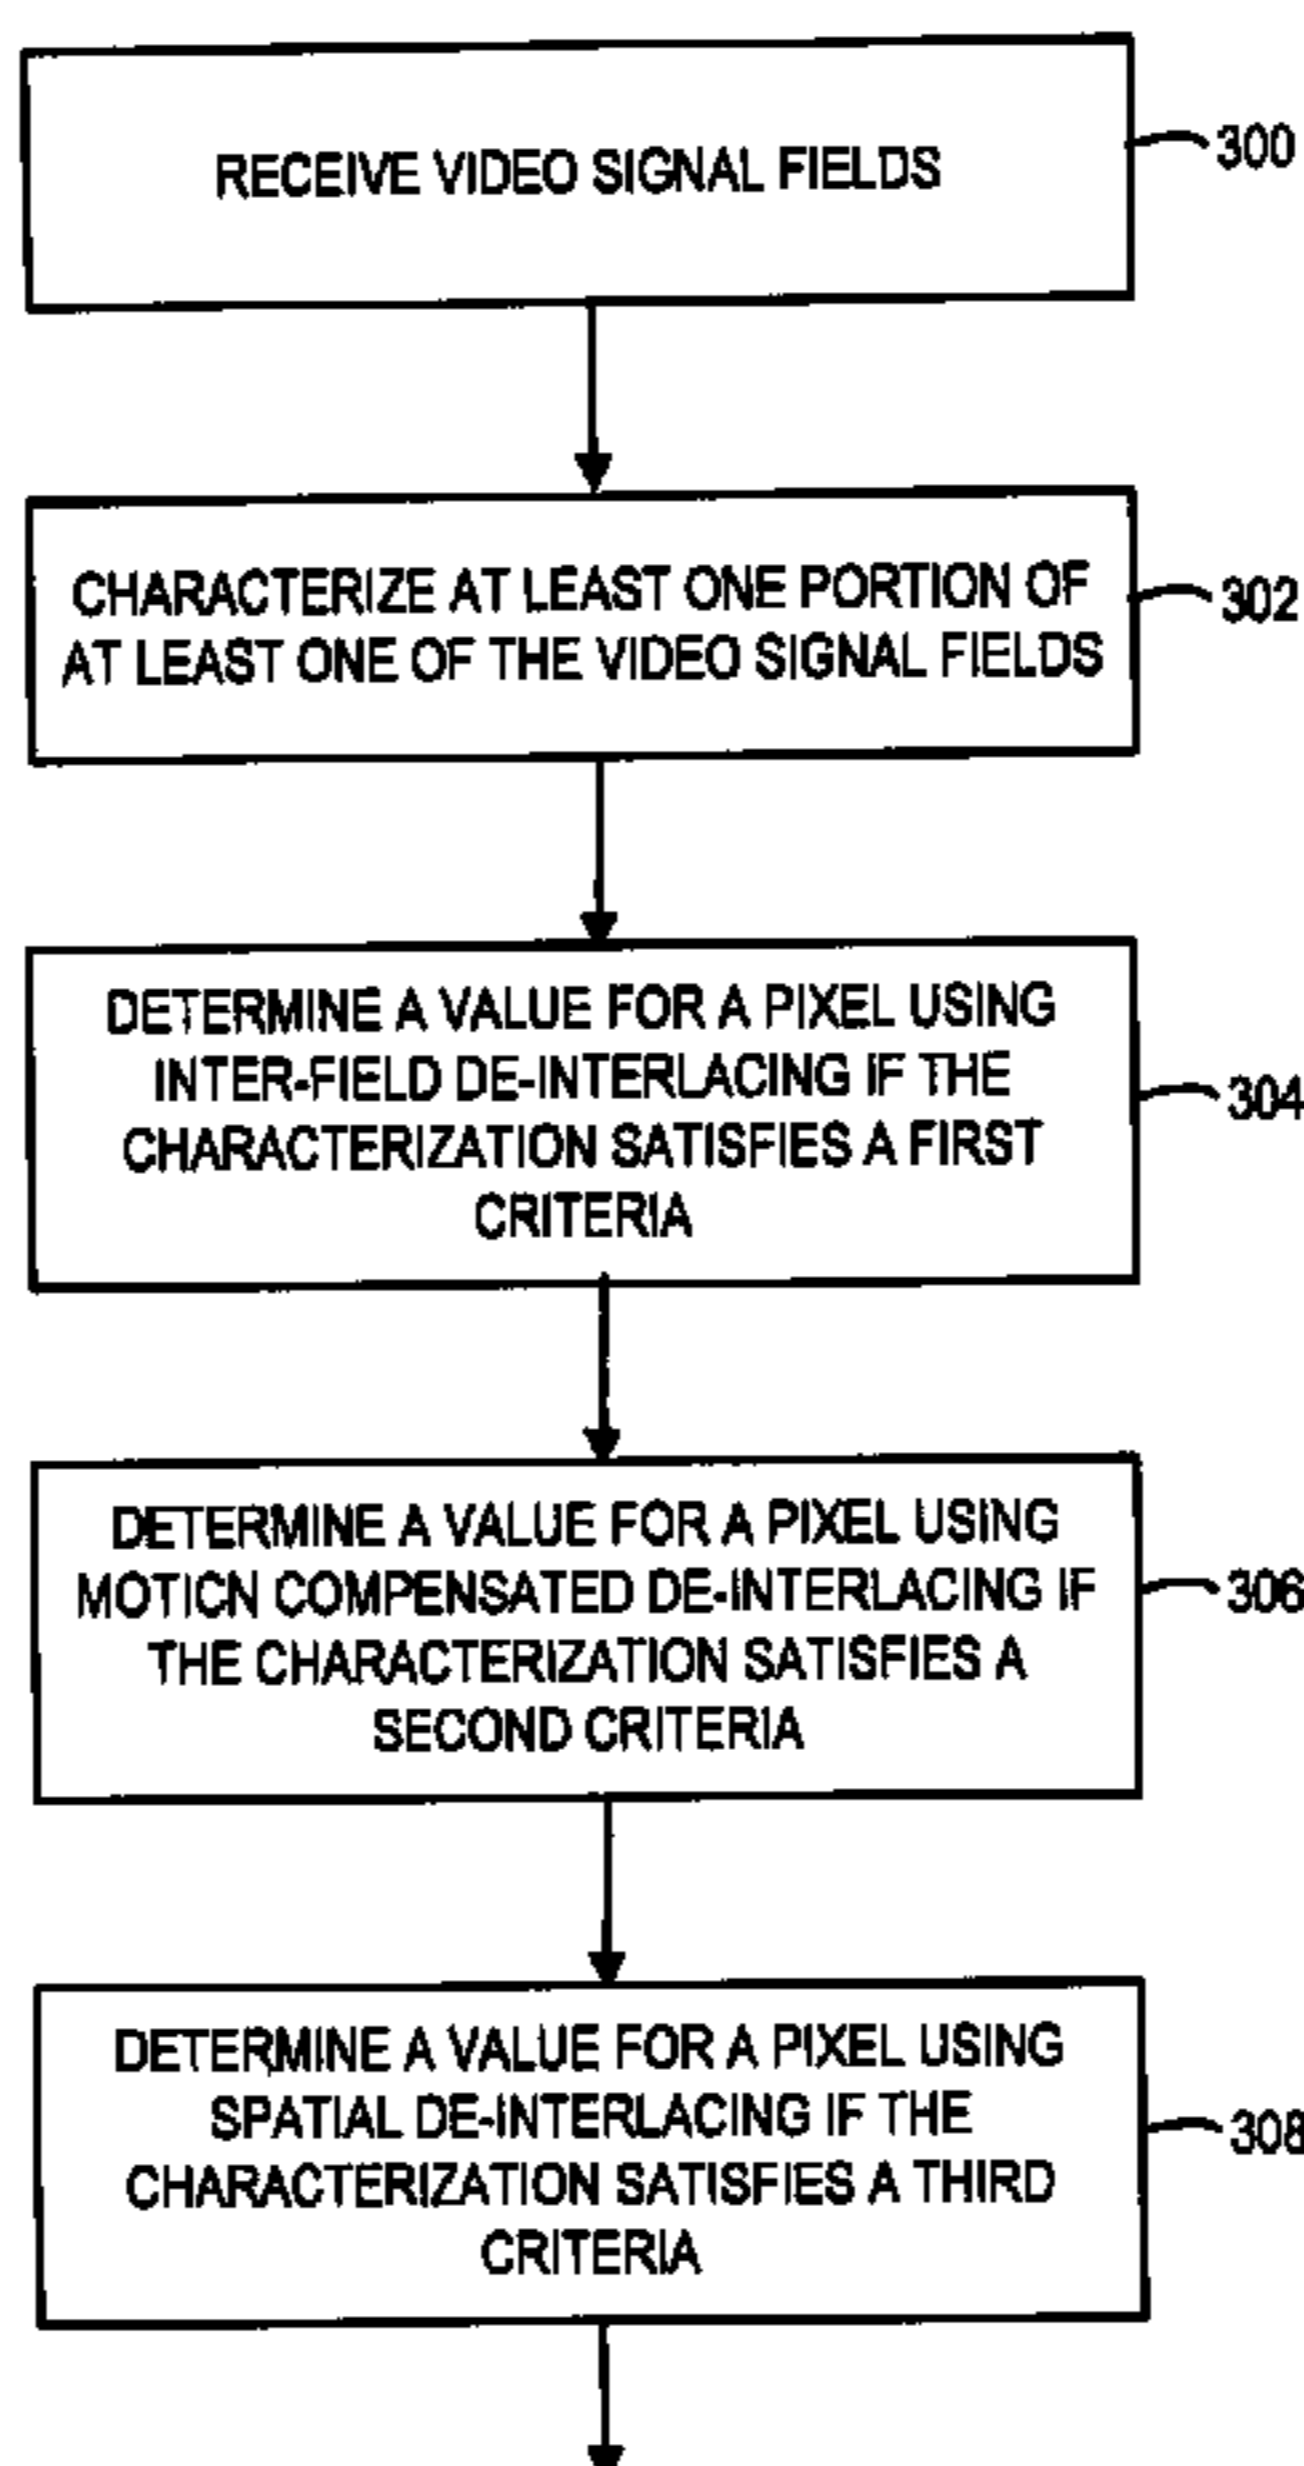 RECEIVE VIDEO SIGNAL FIELDS
300
CHARACTERIZE AT LEAST ONE PORTION OF
AT LEAST ONE OF THE VIDEO SIGNAL FIELDS
302
DETERMINE A VALUE FOR A PIXEL USING
INTER-FIELD DE-INTERLACING IF THE
CHARACTERIZATION SATISFIES A FIRST
CRITERIA
304
DETERMINE A VALUE FOR A PIXEL USING
MOTION COMPENSATED DE-INTERLACING IF
THE CHARACTERIZATION SATISFIES A
SECOND CRITERIA
306
DETERMINE A VALUE FOR A PIXEL USING
SPATIAL DE-INTERLACING IF THE
CHARACTERIZATION SATISFIES A THIRD
CRITERIA
308